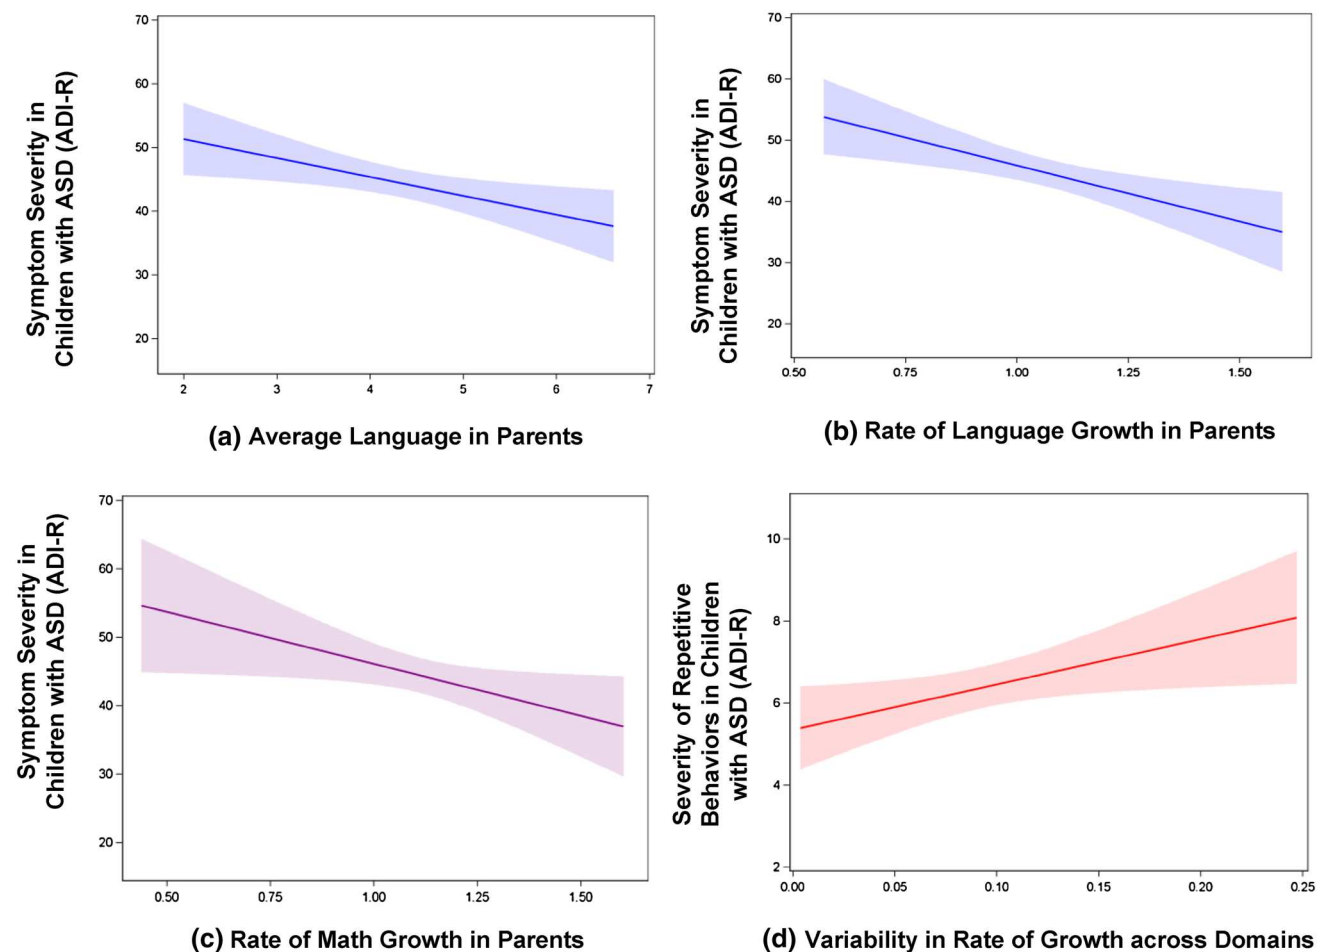 Symptom Severity in
Children with ASD (ADI-R)
70
60
50
40
30
20
2 3 4 5 6 7
(a) Average Language in Parents
Symptom Severity in
Children with ASD (ADI-R)
70
60
50
40
30
20
0.50 0.75 1.00 1.25 1.50
(b) Rate of Language Growth in Parents
Symptom Severity in
Children with ASD (ADI-R)
70
60
50
40
30
20
0.50 0.75 1.00 1.25 1.50
(c) Rate of Math Growth in Parents
Severity of Repetitive
Behaviors in Children
with ASD (ADI-R)
10
8
6
4
2
0.00 0.05 0.10 0.15 0.20 0.25
(d) Variability in Rate of Growth across Domains